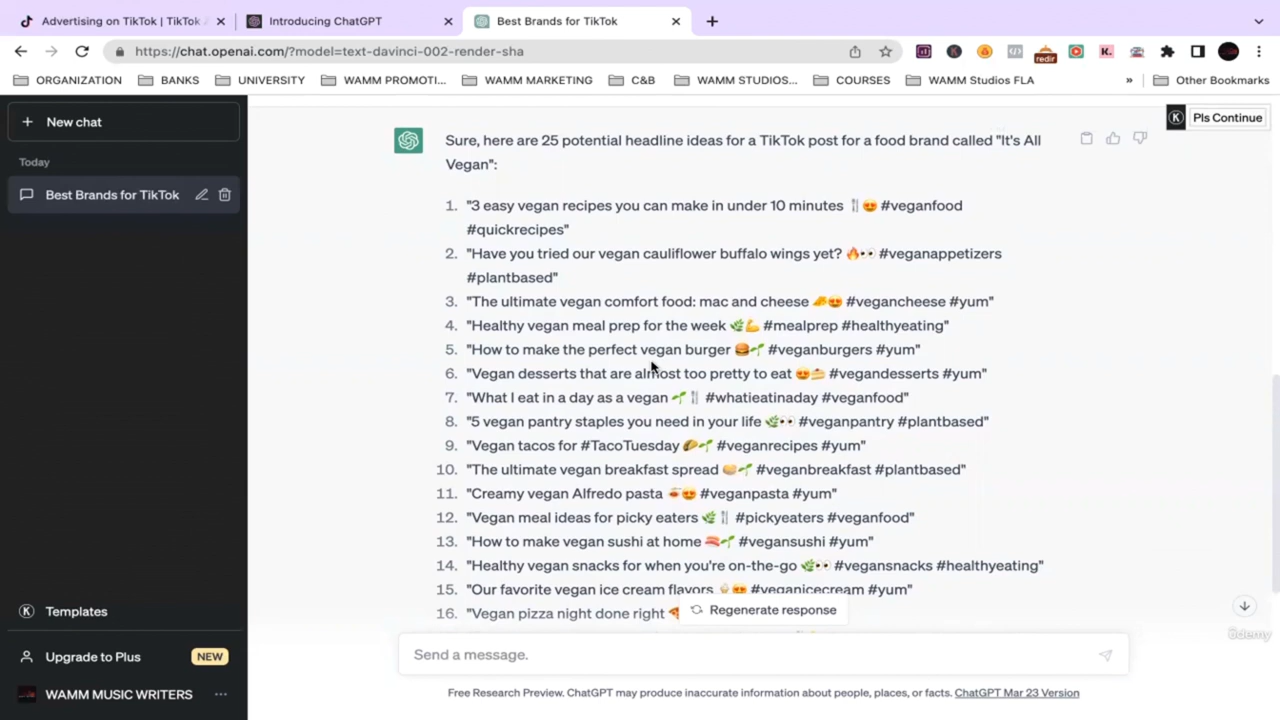 Advertising on TikTok | TikTok A
Introducing ChatGPT
Best Brands for TikTok
https://chat.openai.com/?model=text-davinci-002-render-sha
redir
ORGANIZATION
BANKS
UNIVERSITY
WAMM PROMOTI...
WAMM MARKETING
C&B
WAMM STUDIOS...
COURSES
WAMM Studios FLA
»
Other Bookmarks
New chat
Today
Best Brands for TikTok
Templates
Upgrade to Plus NEW
WAMM MUSIC WRITERS ...
K Pls Continue
Sure, here are 25 potential headline ideas for a TikTok post for a food brand called "It's All
Vegan":
1. "3 easy vegan recipes you can make in under 10 minutes 🍴😍 #veganfood
#quickrecipes"
2. "Have you tried our vegan cauliflower buffalo wings yet? 🔥👀 #veganappetizers
#plantbased"
3. "The ultimate vegan comfort food: mac and cheese 🧀😍 #vegancheese #yum"
4. "Healthy vegan meal prep for the week 🌿💪 #mealprep #healthyeating"
5. "How to make the perfect vegan burger 🍔🌱 #veganburgers #yum"
6. "Vegan desserts that are almost too pretty to eat 😍🍰 #vegandesserts #yum"
7. "What I eat in a day as a vegan 🌱🍴 #whatieatinaday #veganfood"
8. "5 vegan pantry staples you need in your life 🌿👀 #veganpantry #plantbased"
9. "Vegan tacos for #TacoTuesday 🌮🌱 #veganrecipes #yum"
10. "The ultimate vegan breakfast spread 🥞🌱 #veganbreakfast #plantbased"
11. "Creamy vegan Alfredo pasta 🍝😍 #veganpasta #yum"
12. "Vegan meal ideas for picky eaters 🌿🍴 #pickyeaters #veganfood"
13. "How to make vegan sushi at home 🍣🌱 #vegansushi #yum"
14. "Healthy vegan snacks for when you're on-the-go 🌿👀 #vegansnacks #healthyeating"
15. "Our favorite vegan ice cream flavors 🍦😍 #veganicecream #yum"
16. "Vegan pizza night done right 🍕
Regenerate response
Send a message.
Free Research Preview. ChatGPT may produce inaccurate information about people, places, or facts. ChatGPT Mar 23 Version
ûdemy